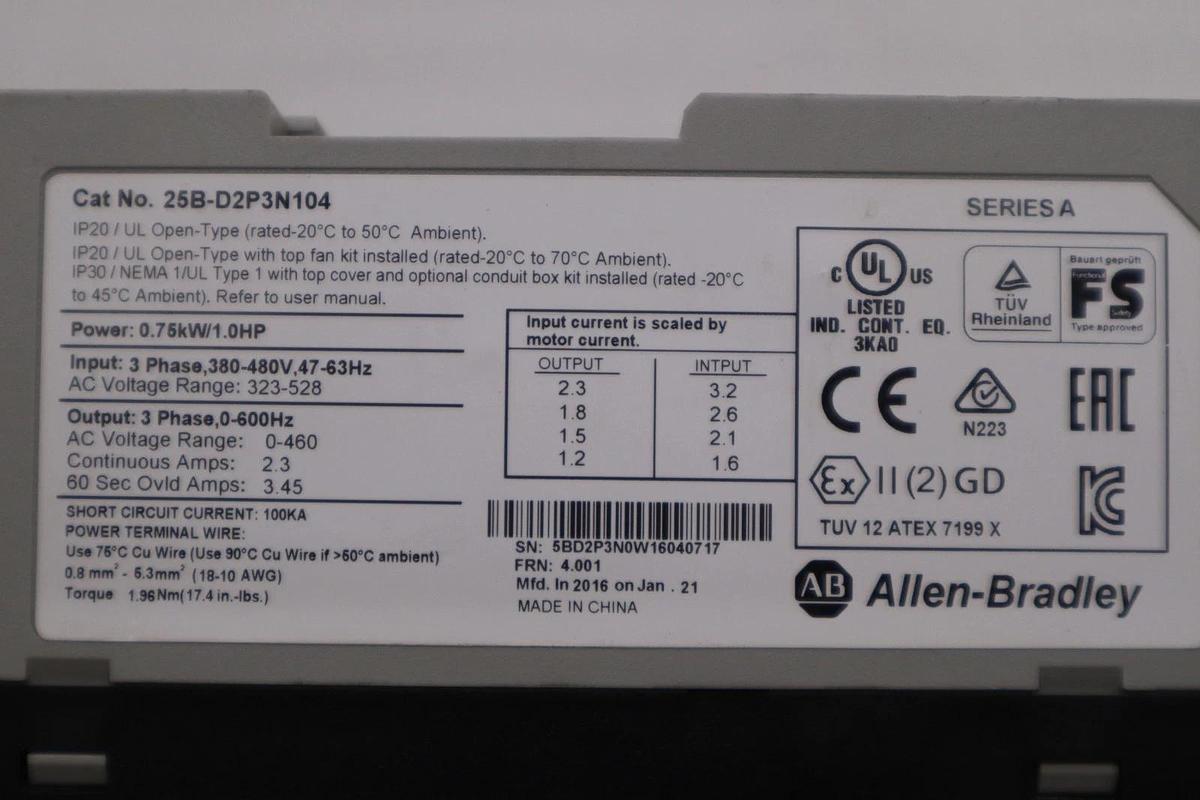 Cat No. 25B-D2P3N104
IP20 / UL Open-Type (rated-20°C to 50°C Ambient).
IP20 / UL Open-Type with top fan kit installed (rated-20°C to 70°C Ambient).
IP30 / NEMA 1/UL Type 1 with top cover and optional conduit box kit installed (rated -20°C
to 45°C Ambient). Refer to user manual.
Power: 0.75kW/1.0HP
Input: 3 Phase,380-480V,47-63Hz
AC Voltage Range: 323-528
Output: 3 Phase,0-600Hz
AC Voltage Range: 0-460
Continuous Amps: 2.3
60 Sec Ovld Amps: 3.45
SHORT CIRCUIT CURRENT: 100KA
POWER TERMINAL WIRE:
Use 75°C Cu Wire (Use 90°C Cu Wire if >50°C ambient)
0.8 mm² - 5.3mm² (18-10 AWG)
Torque 1.96Nm(17.4 in.-lbs.)
Input current is scaled by
motor current.
OUTPUT INTPUT
2.3 3.2
1.8 2.6
1.5 2.1
1.2 1.6
SN: 5BD2P3N0W16040717
FRN: 4.001
Mfd. In 2016 on Jan . 21
MADE IN CHINA
SERIES A
C UL US
LISTED
IND. CONT. EQ.
3KA0
TÜV
Rheinland
Bauart geprüft
Functional
FS
Safety
Type approved
CE
N223
EAC
Ex II (2) GD
KC
TUV 12 ATEX 7199 X
AB Allen-Bradley